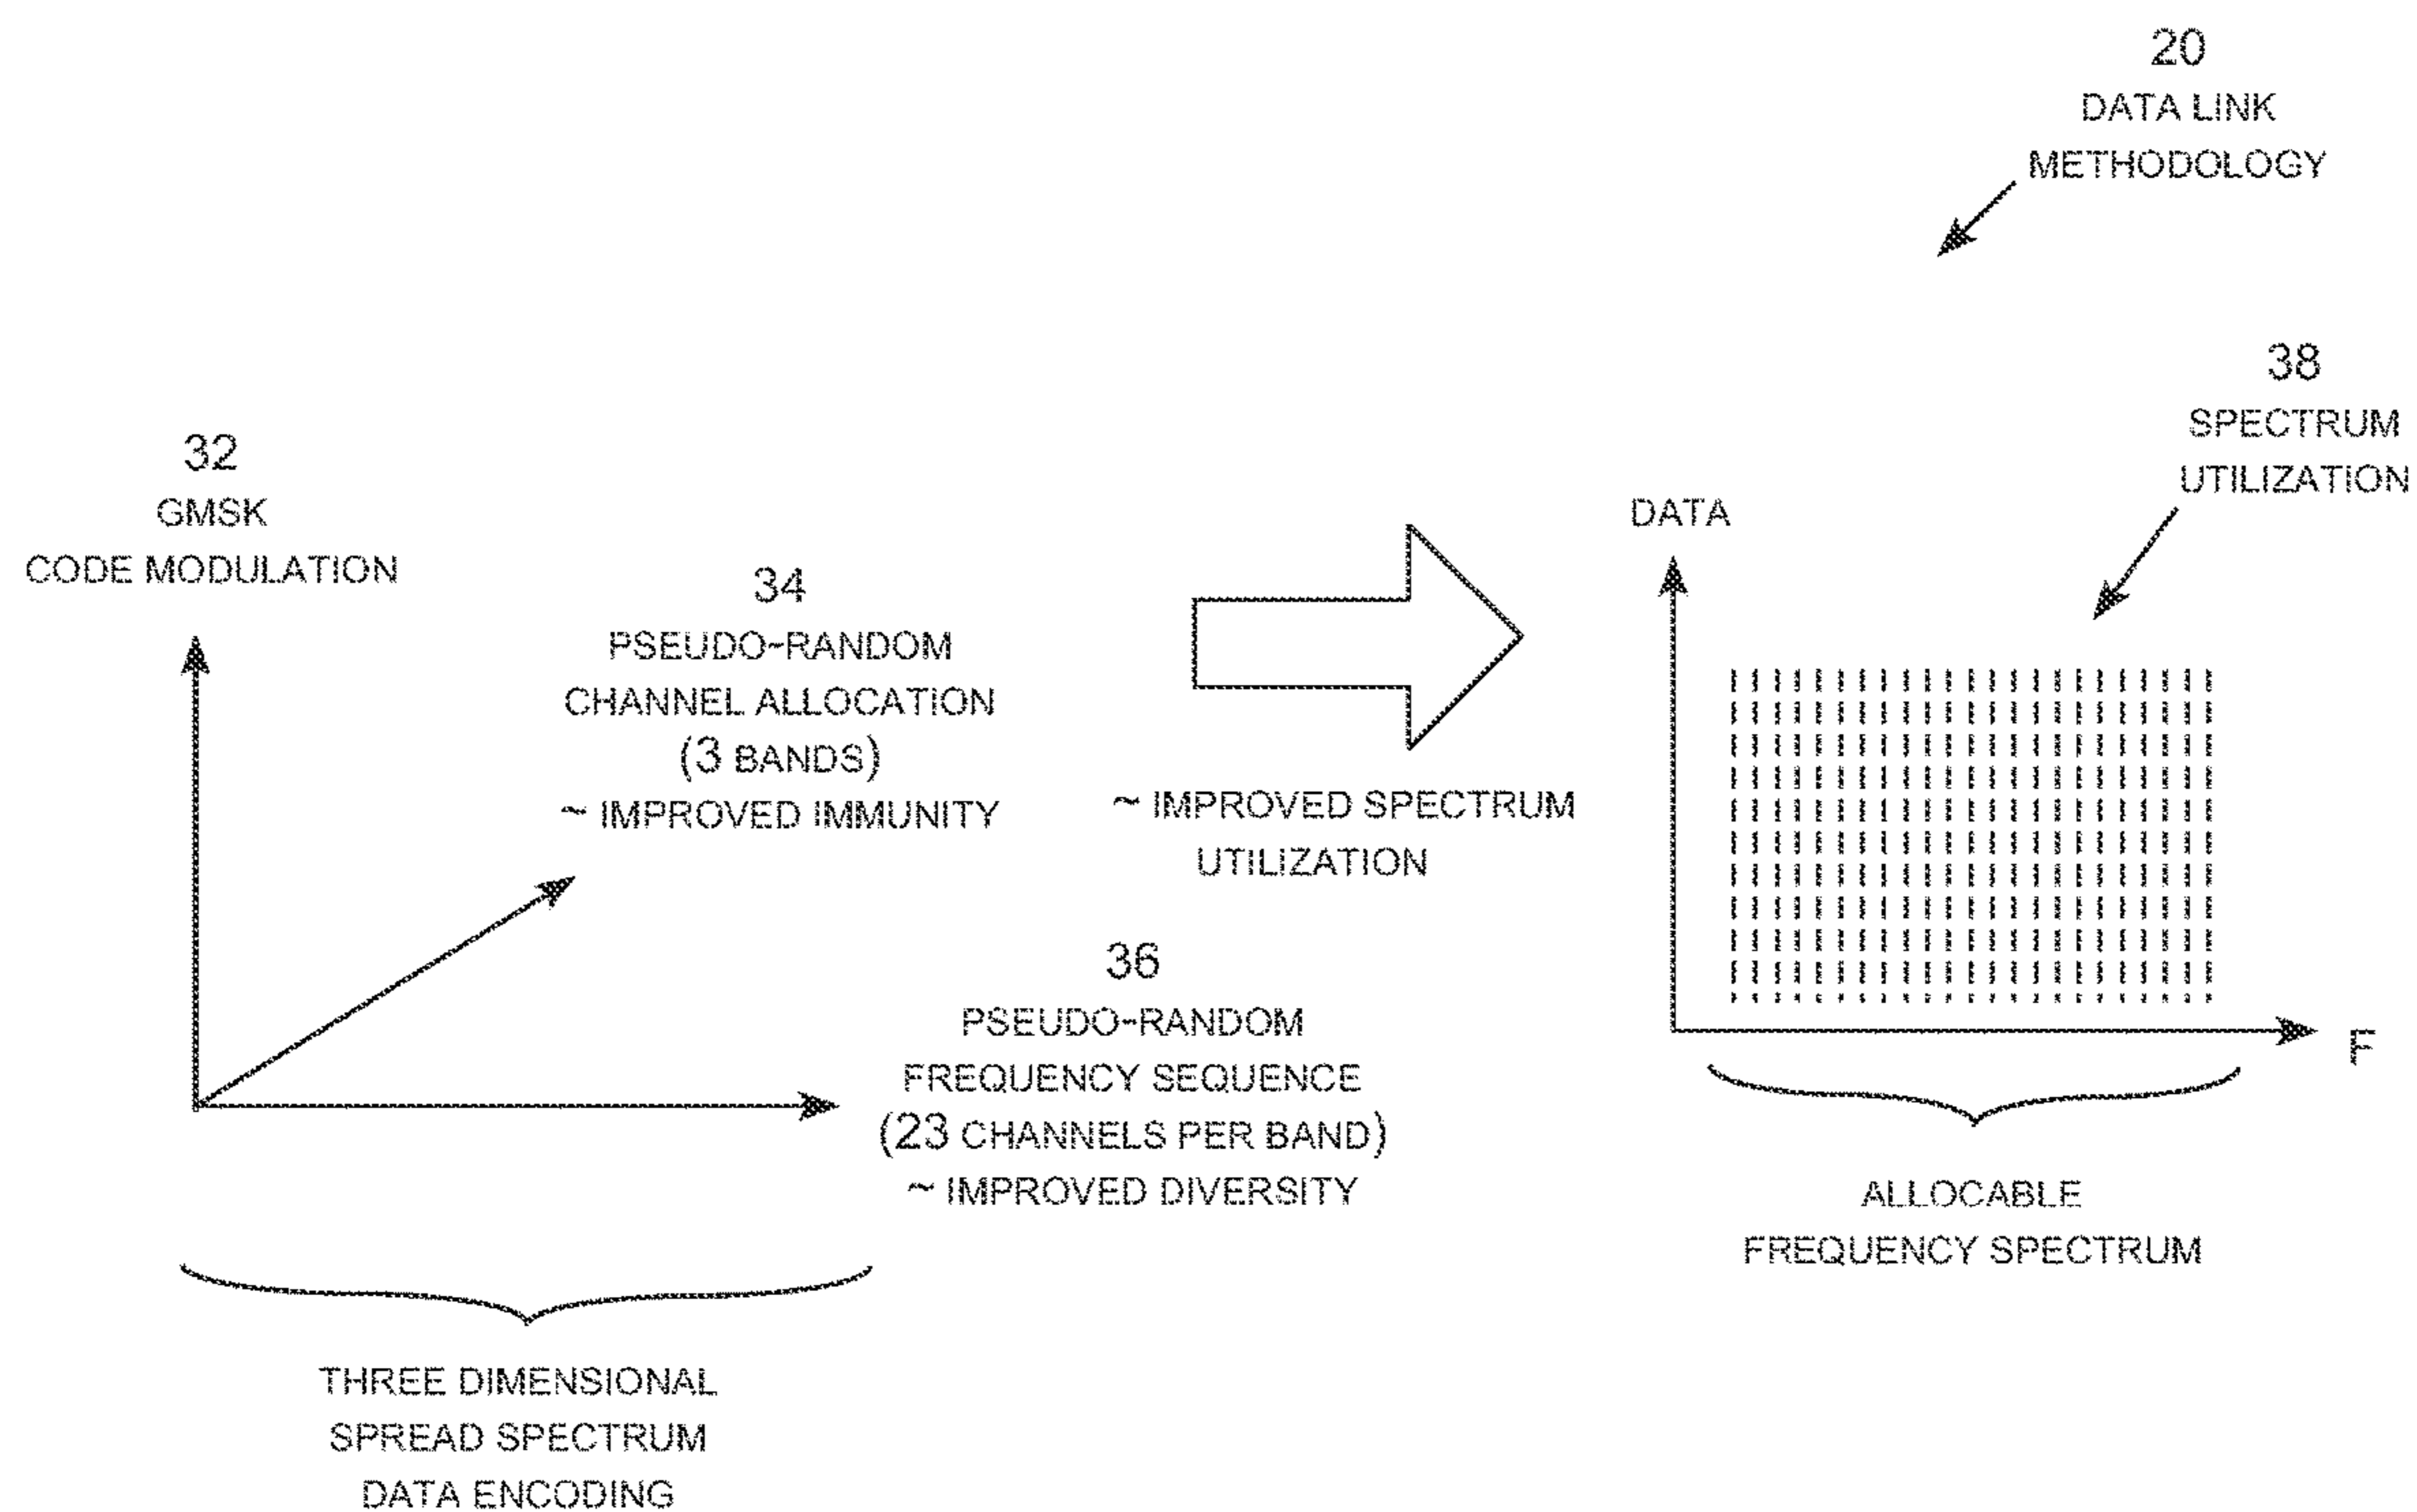 20
DATA LINK
METHODOLOGY
38
SPECTRUM
UTILIZATION
32
GMSK
CODE MODULATION
34
PSEUDO-RANDOM
CHANNEL ALLOCATION
(3 BANDS)
~ IMPROVED IMMUNITY
~ IMPROVED SPECTRUM
UTILIZATION
DATA
F
36
PSEUDO-RANDOM
FREQUENCY SEQUENCE
(23 CHANNELS PER BAND)
~ IMPROVED DIVERSITY
ALLOCABLE
FREQUENCY SPECTRUM
THREE DIMENSIONAL
SPREAD SPECTRUM
DATA ENCODING